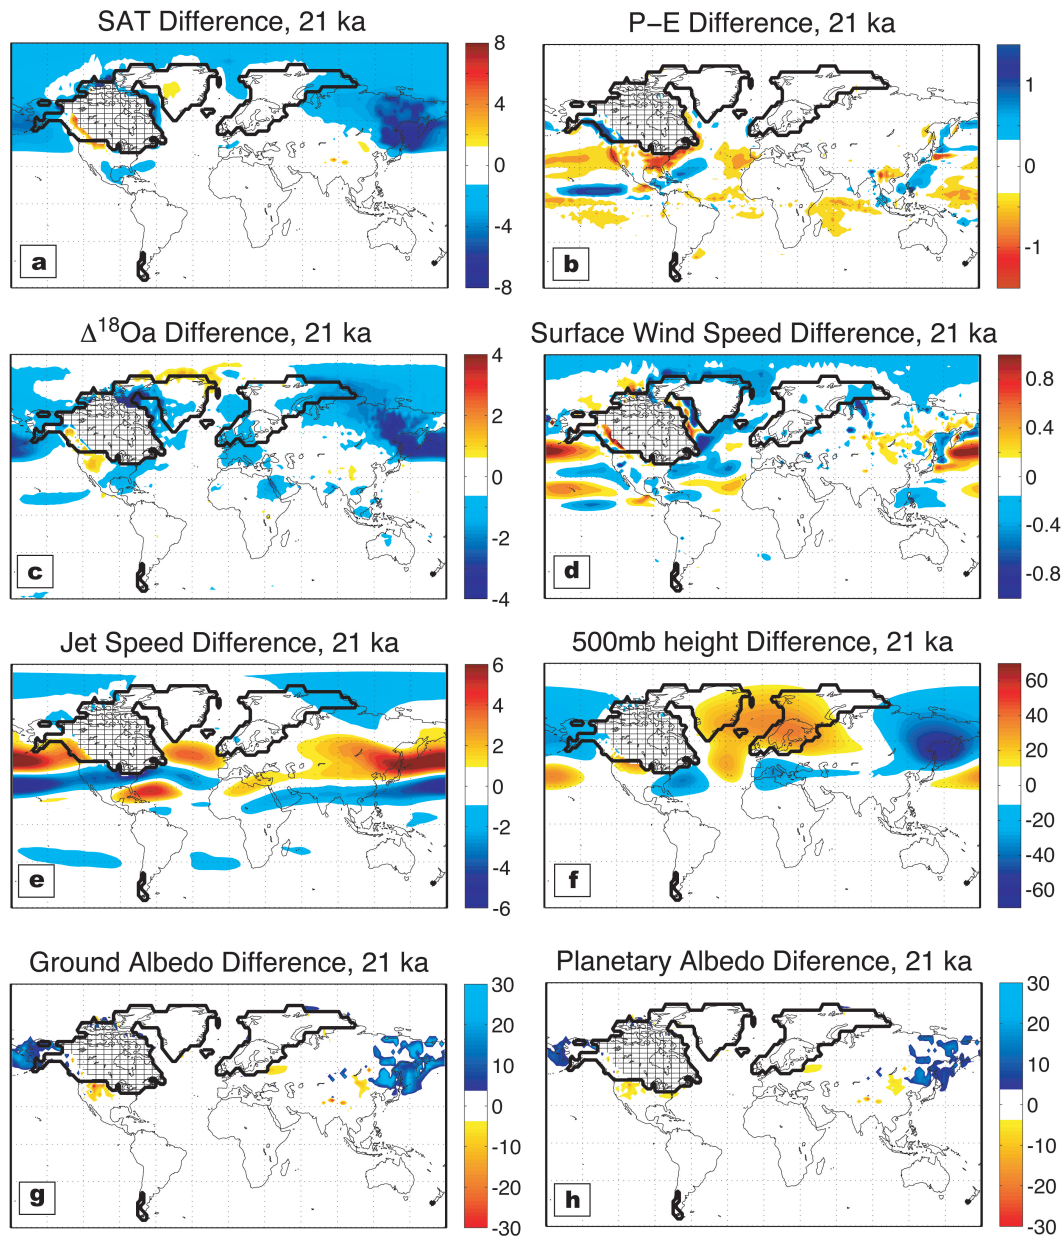 SAT Difference, 21 ka
8
4
0
-4
-8
a
P−E Difference, 21 ka
1
0
-1
b
Δ18Oa Difference, 21 ka
4
2
0
-2
-4
c
Surface Wind Speed Difference, 21 ka
0.8
0.4
0
-0.4
-0.8
d
Jet Speed Difference, 21 ka
6
4
2
0
-2
-4
-6
e
500mb height Difference, 21 ka
60
40
20
0
-20
-40
-60
f
Ground Albedo Difference, 21 ka
30
20
10
0
-10
-20
-30
g
Planetary Albedo Diference, 21 ka
30
20
10
0
-10
-20
-30
h